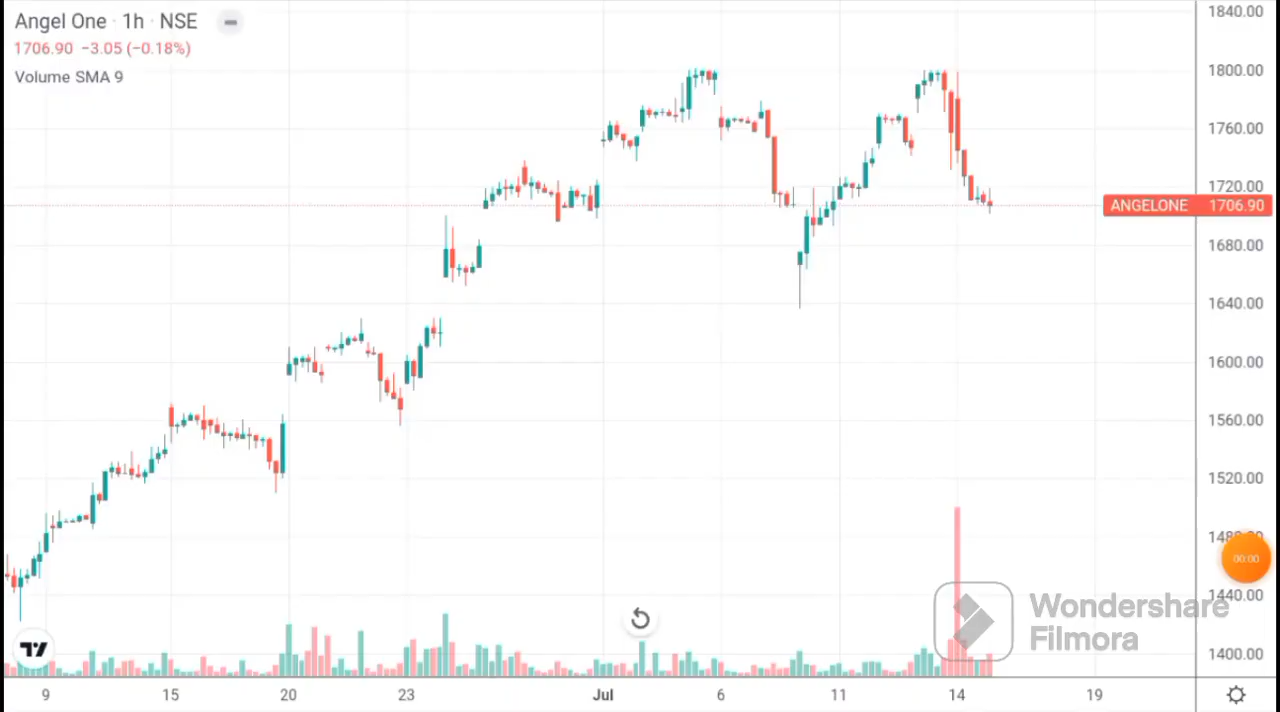 Angel One · 1h · NSE
1706.90 −3.05 (−0.18%)
Volume SMA 9
1840.00
1800.00
1760.00
1720.00
ANGELONE 1706.90
1680.00
1640.00
1600.00
1560.00
1520.00
00:00
1440.00
Wondershare
Filmora
1400.00
9 15 20 23 Jul 6 11 14 19